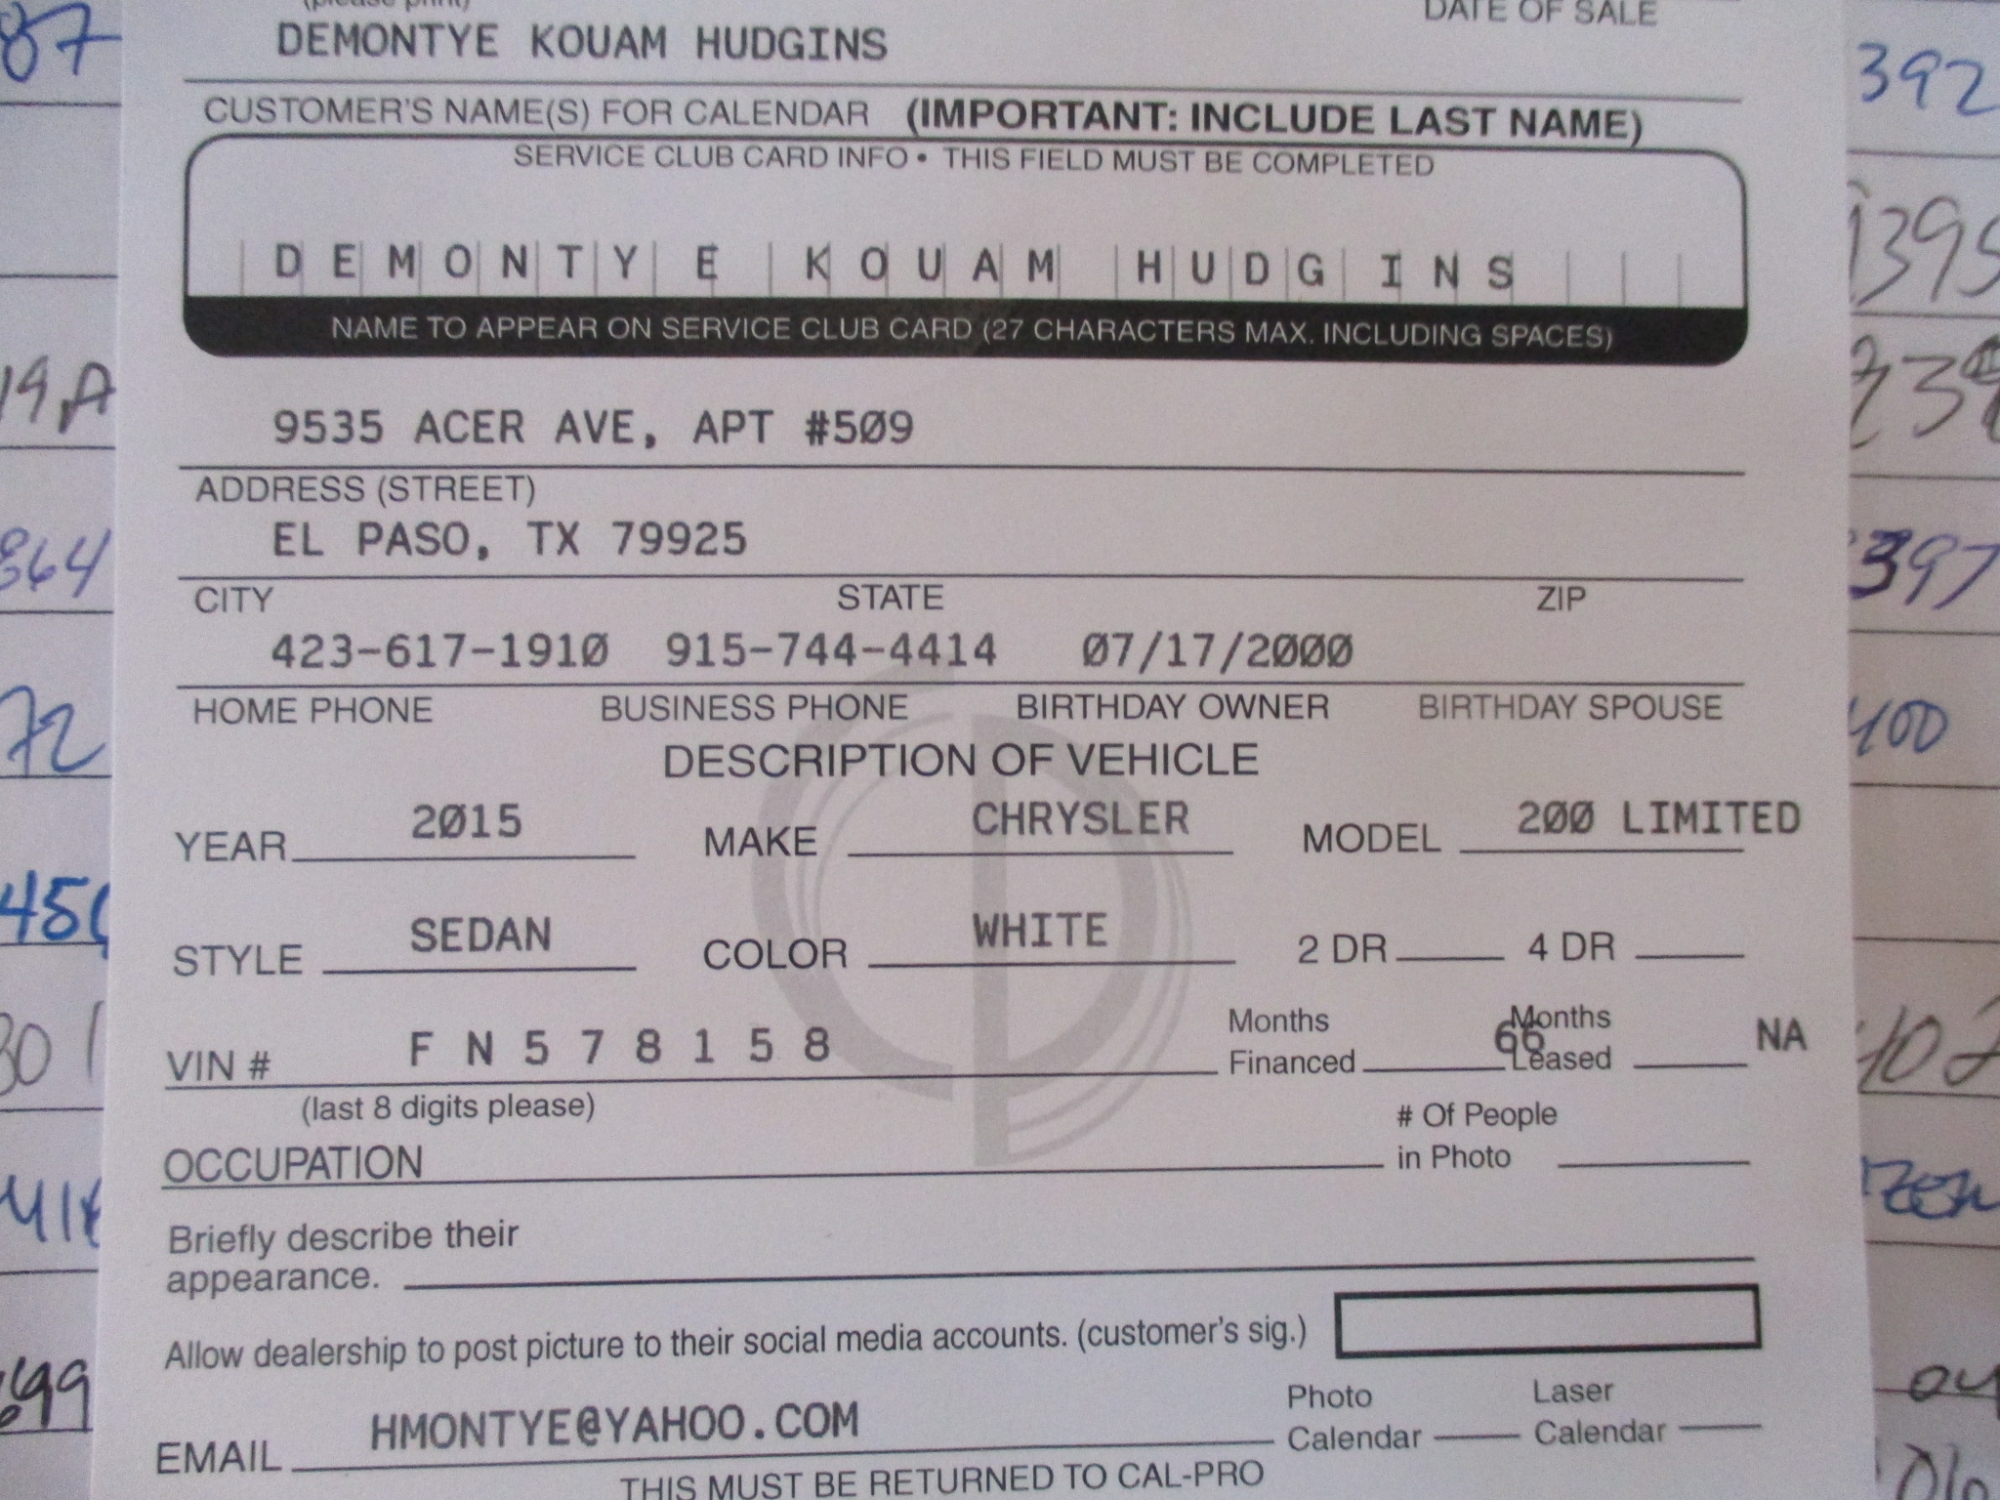 (please print)
DATE OF SALE
DEMONTYE KOUAM HUDGINS
CUSTOMER'S NAME(S) FOR CALENDAR (IMPORTANT: INCLUDE LAST NAME)
SERVICE CLUB CARD INFO • THIS FIELD MUST BE COMPLETED
D E M O N T Y E K O U A M H U D G I N S
NAME TO APPEAR ON SERVICE CLUB CARD (27 CHARACTERS MAX. INCLUDING SPACES)
9535 ACER AVE, APT #509
ADDRESS (STREET)
EL PASO, TX 79925
CITY STATE ZIP
423-617-1910 915-744-4414 07/17/2000
HOME PHONE BUSINESS PHONE BIRTHDAY OWNER BIRTHDAY SPOUSE
DESCRIPTION OF VEHICLE
YEAR 2015 MAKE CHRYSLER MODEL 200 LIMITED
STYLE SEDAN COLOR WHITE 2 DR 4 DR
VIN # F N 5 7 8 1 5 8 Months Financed 66 Months Leased NA
(last 8 digits please)
OCCUPATION # Of People in Photo
Briefly describe their
appearance.
Allow dealership to post picture to their social media accounts. (customer's sig.)
EMAIL HMONTYE@YAHOO.COM Photo Calendar Laser Calendar
THIS MUST BE RETURNED TO CAL-PRO
87
19A
864
72
301
699
392
1395
397
400
402